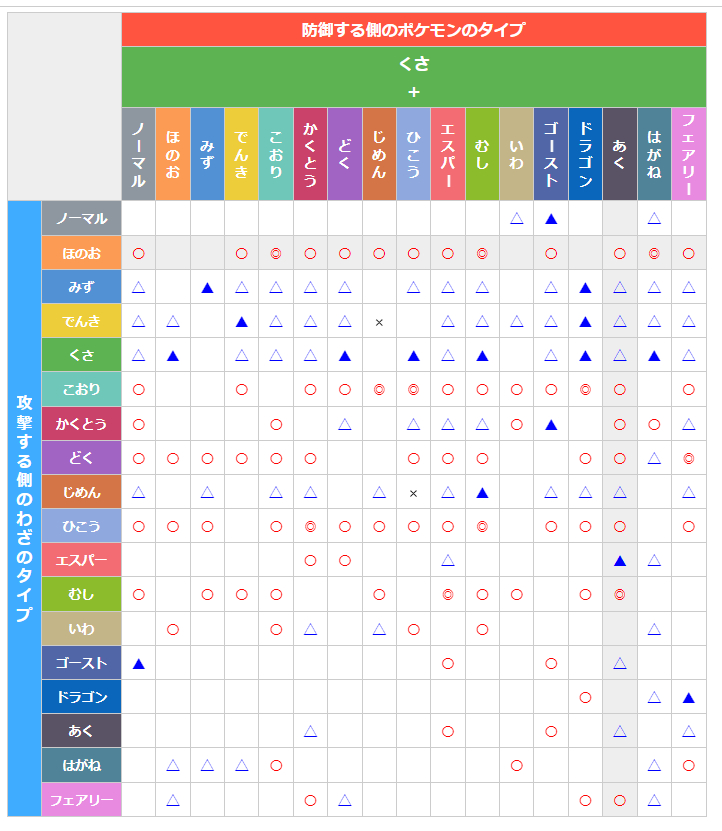 防御する側のポケモンのタイプ
くさ
+
ノーマル ほのお みず でんき こおり かくとう どく じめん ひこう エスパー むし いわ ゴースト ドラゴン あく はがね フェアリー
攻撃する側のわざのタイプ
ノーマル △ ▲ △
ほのお ○ ○ ◎ ○ ○ ○ ○ ○ ◎ ○ ○ ◎ ○
みず △ ▲ △ △ △ △ △ △ △ △ ▲ △ △ △
でんき △ △ ▲ △ △ △ × △ △ △ △ ▲ △ △ △
くさ △ ▲ △ △ △ ▲ ▲ △ ▲ △ ▲ △ ▲ △
こおり ○ ○ ○ ○ ◎ ◎ ○ ○ ○ ○ ◎ ○ ○
かくとう ○ ○ △ △ △ △ ○ ▲ ○ ○ △
どく ○ ○ ○ ○ ○ ○ ○ ○ ○ ○ ○ △ ◎
じめん △ △ △ △ △ × △ ▲ △ △ △ △
ひこう ○ ○ ○ ○ ◎ ○ ○ ○ ○ ◎ ○ ○ ○ ○
エスパー ○ ○ △ ▲ △
むし ○ ○ ○ ○ ○ ◎ ○ ○ ○ ◎
いわ ○ ○ △ △ ○ ○ △
ゴースト ▲ ○ ○ △
ドラゴン ○ △ ▲
あく △ ○ ○ △ △
はがね △ △ △ ○ ○ △ ○
フェアリー △ ○ △ ○ ○ △